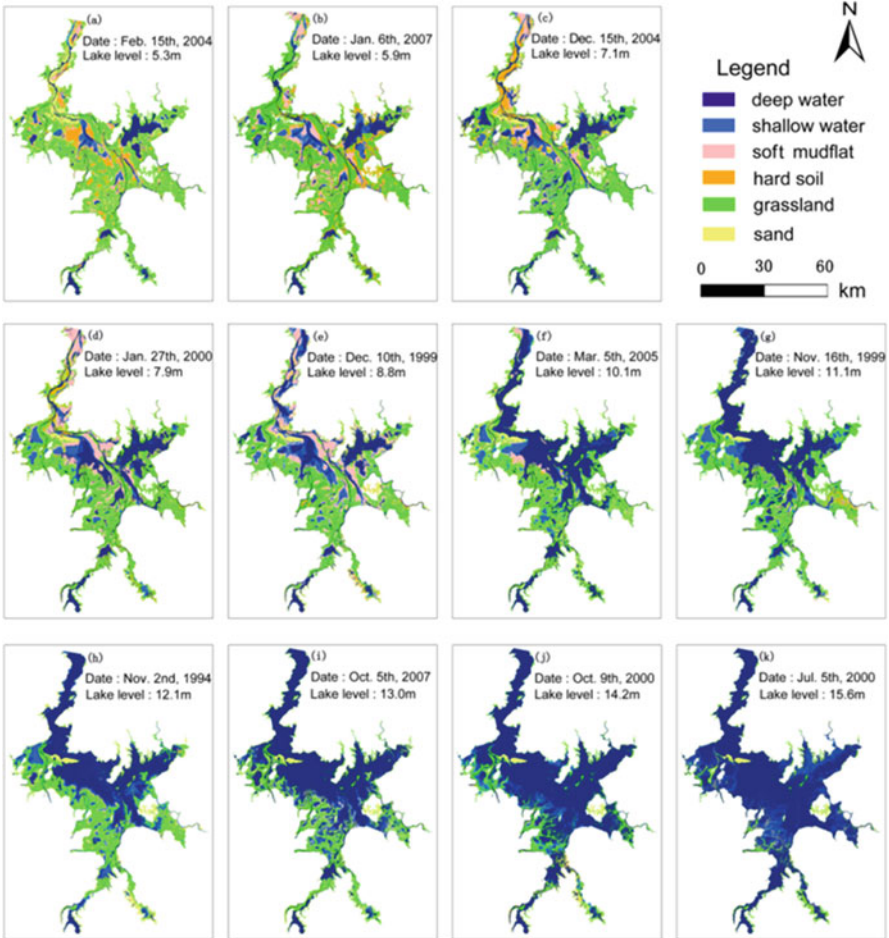 (a)
Date : Feb. 15th, 2004
Lake level : 5.3m
(b)
Date : Jan. 6th, 2007
Lake level : 5.9m
(c)
Date : Dec. 15th, 2004
Lake level : 7.1m
N
Legend
deep water
shallow water
soft mudflat
hard soil
grassland
sand
0 30 60
km
(d)
Date : Jan. 27th, 2000
Lake level : 7.9m
(e)
Date : Dec. 10th, 1999
Lake level : 8.8m
(f)
Date : Mar. 5th, 2005
Lake level : 10.1m
(g)
Date : Nov. 16th, 1999
Lake level : 11.1m
(h)
Date : Nov. 2nd, 1994
Lake level : 12.1m
(i)
Date : Oct. 5th, 2007
Lake level : 13.0m
(j)
Date : Oct. 9th, 2000
Lake level : 14.2m
(k)
Date : Jul. 5th, 2000
Lake level : 15.6m